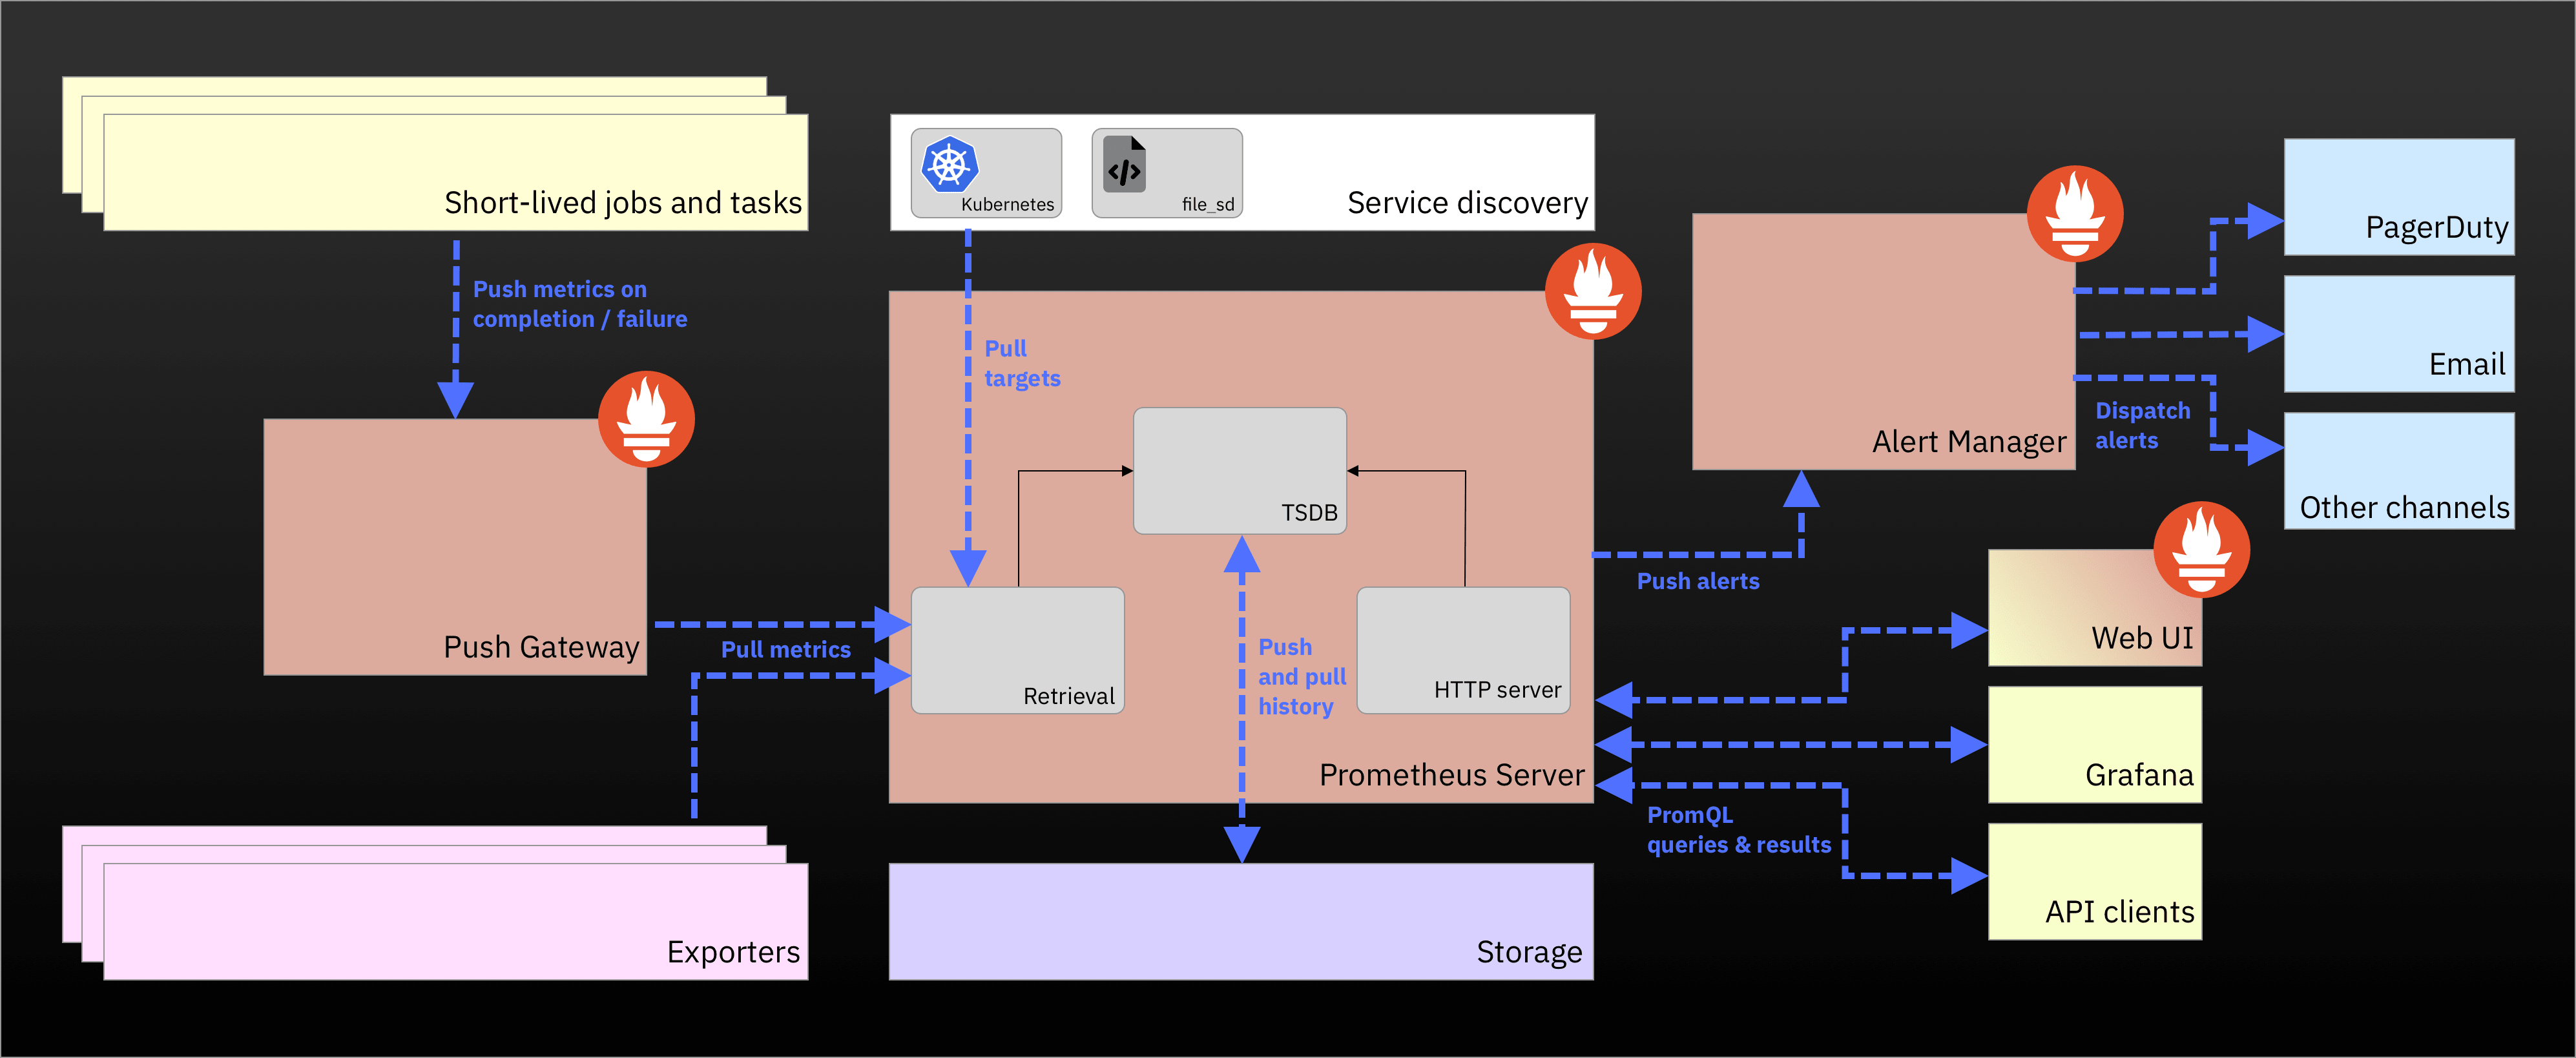 Short-lived jobs and tasks
Push metrics on
completion / failure
Push Gateway
Pull metrics
Exporters
Kubernetes
file_sd
Service discovery
Pull
targets
TSDB
Retrieval
Push
and pull
history
HTTP server
Prometheus Server
Storage
Alert Manager
Push alerts
Dispatch
alerts
PagerDuty
Email
Other channels
Web UI
Grafana
PromQL
queries & results
API clients